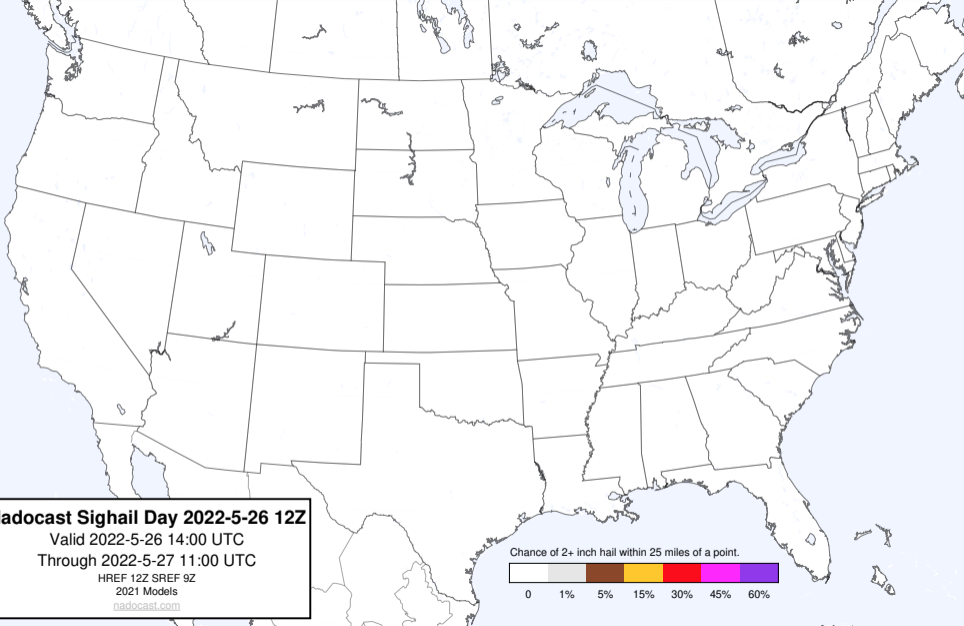 adocast Sighail Day 2022-5-26 12Z
Valid 2022-5-26 14:00 UTC
Through 2022-5-27 11:00 UTC
HREF 12Z SREF 9Z
2021 Models
nadocast.com
Chance of 2+ inch hail within 25 miles of a point.
0 1% 5% 15% 30% 45% 60%